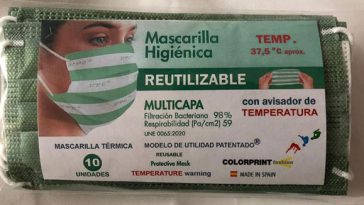 Mascarilla
Higiénica
TEMP.
37,5 °C aprox.
REUTILIZABLE
MULTICAPA
Filtración Bacteriana 98%
Respirabilidad (Pa/cm2) 59
UNE 0065:2020
con avisador de
TEMPERATURA
MASCARILLA TÉRMICA
10
UNIDADES
MODELO DE UTILIDAD PATENTADO®
REUSABLE
Protective Mask
TEMPERATURE warning
COLORPRINT fashion
MADE IN SPAIN